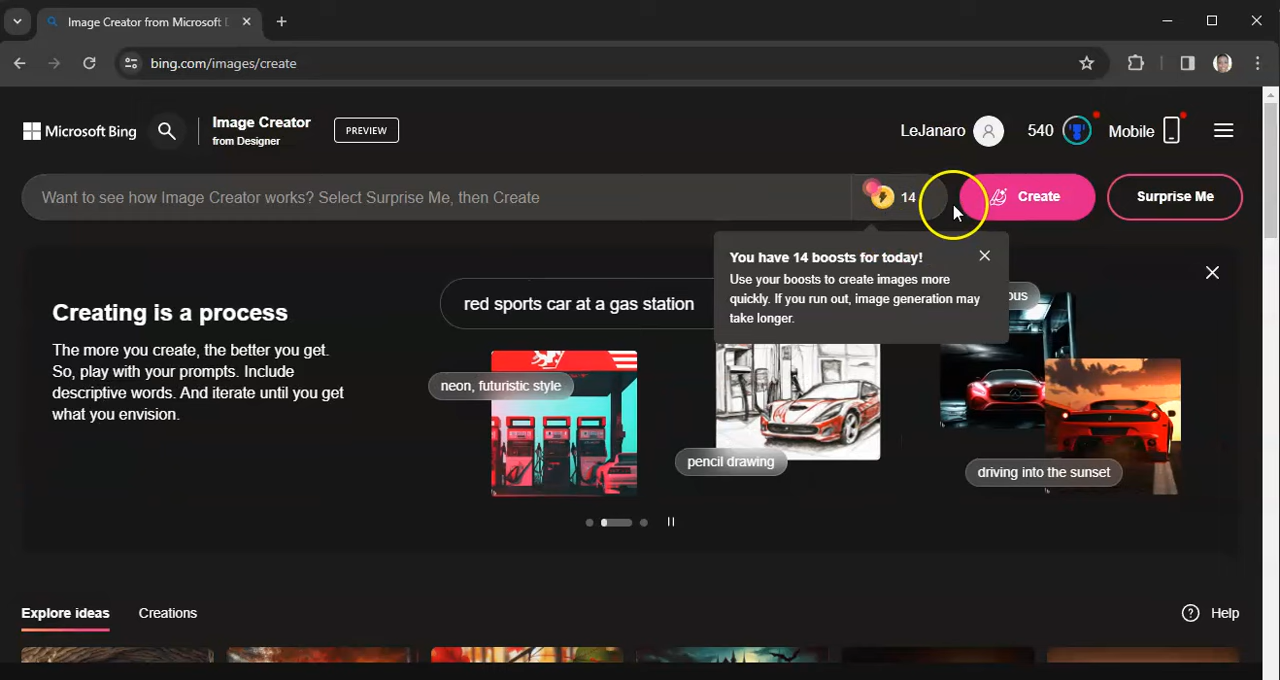 Image Creator from Microsoft D
bing.com/images/create
Microsoft Bing
Image Creator
from Designer
PREVIEW
LeJanaro
540
Mobile
Want to see how Image Creator works? Select Surprise Me, then Create
14
Create
Surprise Me
You have 14 boosts for today!
Use your boosts to create images more
quickly. If you run out, image generation may
take longer.
Creating is a process
The more you create, the better you get.
So, play with your prompts. Include
descriptive words. And iterate until you get
what you envision.
red sports car at a gas station
neon, futuristic style
pencil drawing
driving into the sunset
Explore ideas
Creations
Help